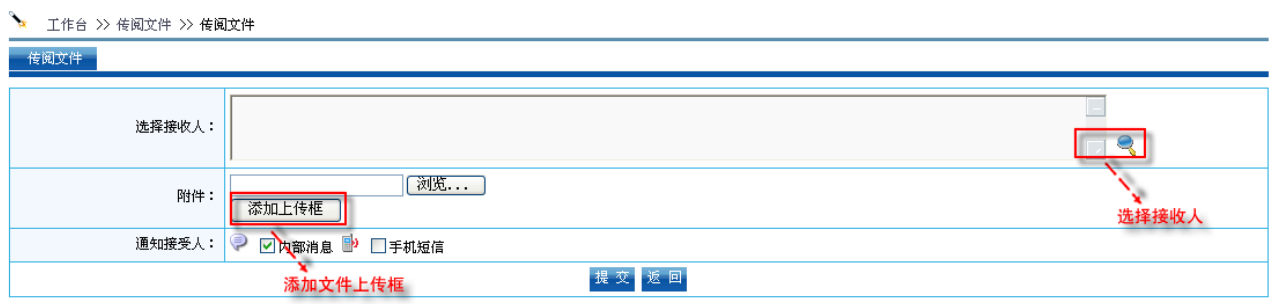 工作台 >> 传阅文件 >> 传阅文件
传阅文件
选择接收人：
附件： 浏览...
添加上传框
选择接收人
通知接受人： 内部消息 手机短信
添加文件上传框
提 交 返 回